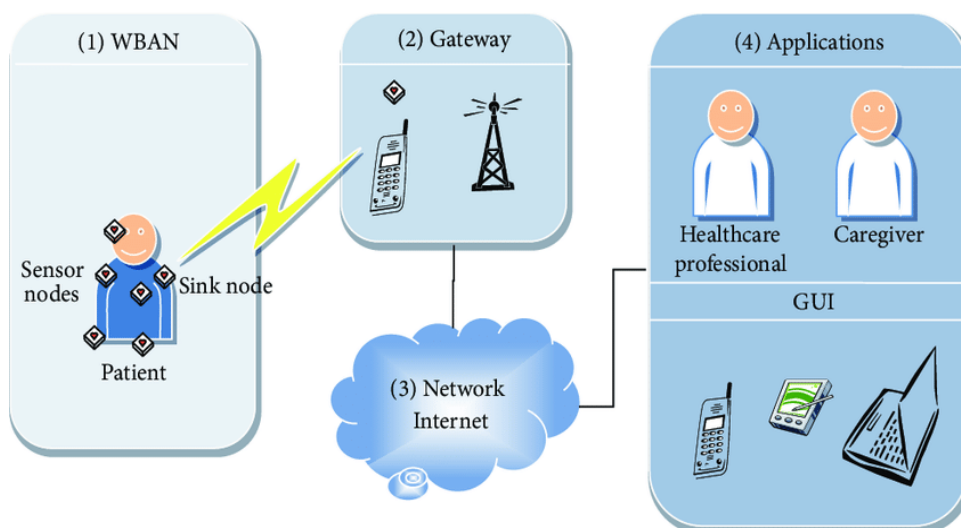 (1) WBAN
Sensor
nodes
Sink node
Patient
(2) Gateway
(3) Network
Internet
(4) Applications
Healthcare
professional
Caregiver
GUI